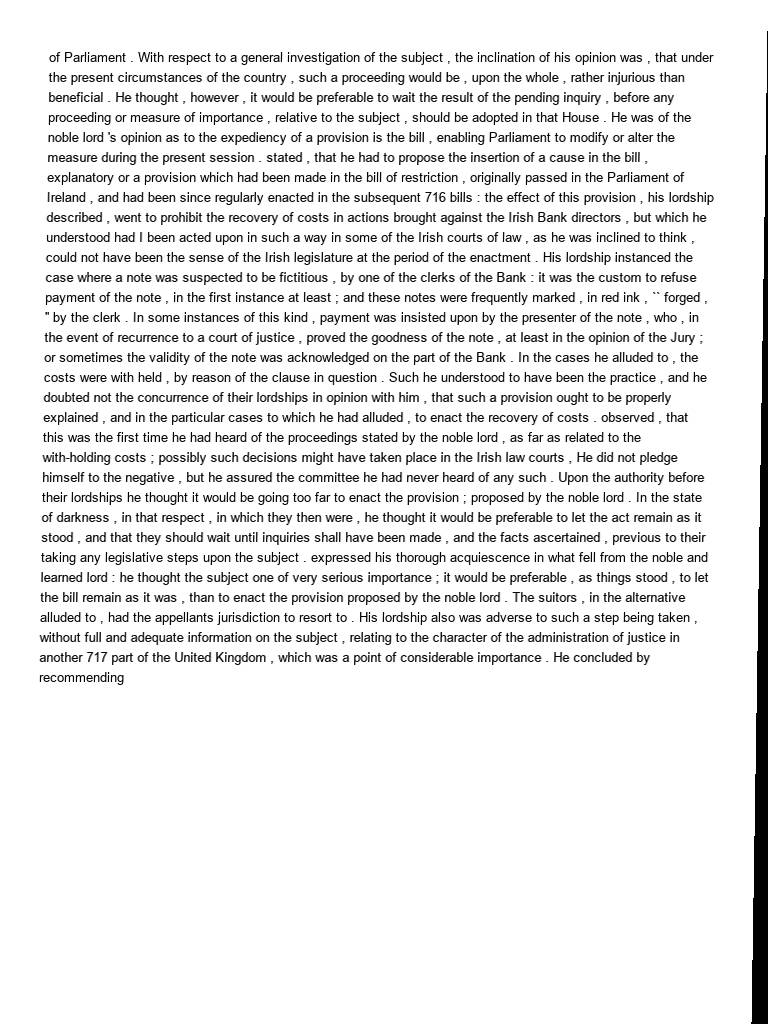 of Parliament . With respect to a general investigation of the subject , the inclination of his opinion was , that under
the present circumstances of the country , such a proceeding would be , upon the whole , rather injurious than
beneficial . He thought , however , it would be preferable to wait the result of the pending inquiry , before any
proceeding or measure of importance , relative to the subject , should be adopted in that House . He was of the
noble lord 's opinion as to the expediency of a provision is the bill , enabling Parliament to modify or alter the
measure during the present session . stated , that he had to propose the insertion of a cause in the bill ,
explanatory or a provision which had been made in the bill of restriction , originally passed in the Parliament of
Ireland , and had been since regularly enacted in the subsequent 716 bills : the effect of this provision , his lordship
described , went to prohibit the recovery of costs in actions brought against the Irish Bank directors , but which he
understood had I been acted upon in such a way in some of the Irish courts of law , as he was inclined to think ,
could not have been the sense of the Irish legislature at the period of the enactment . His lordship instanced the
case where a note was suspected to be fictitious , by one of the clerks of the Bank : it was the custom to refuse
payment of the note , in the first instance at least ; and these notes were frequently marked , in red ink , `` forged ,
" by the clerk . In some instances of this kind , payment was insisted upon by the presenter of the note , who , in
the event of recurrence to a court of justice , proved the goodness of the note , at least in the opinion of the Jury ;
or sometimes the validity of the note was acknowledged on the part of the Bank . In the cases he alluded to , the
costs were with held , by reason of the clause in question . Such he understood to have been the practice , and he
doubted not the concurrence of their lordships in opinion with him , that such a provision ought to be properly
explained , and in the particular cases to which he had alluded , to enact the recovery of costs . observed , that
this was the first time he had heard of the proceedings stated by the noble lord , as far as related to the
with-holding costs ; possibly such decisions might have taken place in the Irish law courts , He did not pledge
himself to the negative , but he assured the committee he had never heard of any such . Upon the authority before
their lordships he thought it would be going too far to enact the provision ; proposed by the noble lord . In the state
of darkness , in that respect , in which they then were , he thought it would be preferable to let the act remain as it
stood , and that they should wait until inquiries shall have been made , and the facts ascertained , previous to their
taking any legislative steps upon the subject . expressed his thorough acquiescence in what fell from the noble and
learned lord : he thought the subject one of very serious importance ; it would be preferable , as things stood , to let
the bill remain as it was , than to enact the provision proposed by the noble lord . The suitors , in the alternative
alluded to , had the appellants jurisdiction to resort to . His lordship also was adverse to such a step being taken ,
without full and adequate information on the subject , relating to the character of the administration of justice in
another 717 part of the United Kingdom , which was a point of considerable importance . He concluded by
recommending